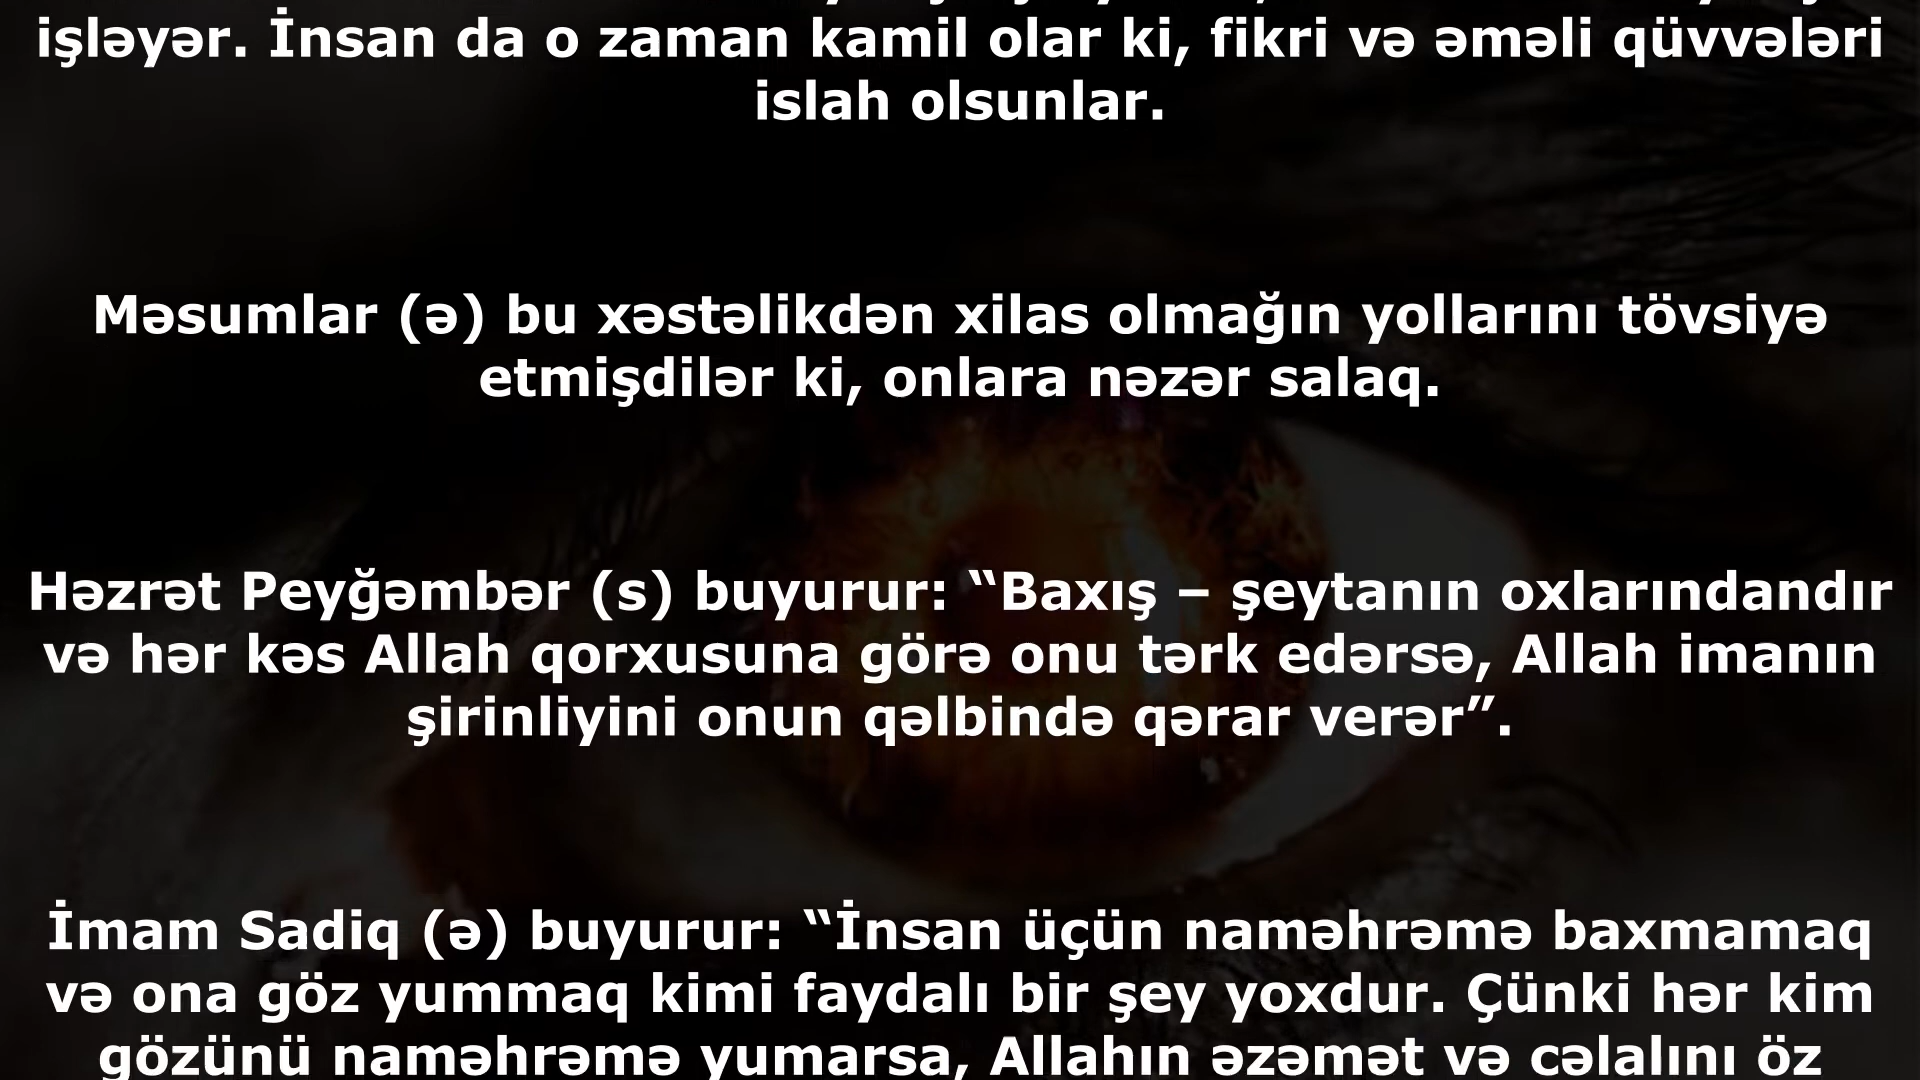 işləyər. İnsan da o zaman kamil olar ki, fikri və əməli qüvvələri
islah olsunlar.
Məsumlar (ə) bu xəstəlikdən xilas olmağın yollarını tövsiyə
etmişdilər ki, onlara nəzər salaq.
Həzrət Peyğəmbər (s) buyurur: “Baxış – şeytanın oxlarındandır
və hər kəs Allah qorxusuna görə onu tərk edərsə, Allah imanın
şirinliyini onun qəlbində qərar verər”.
İmam Sadiq (ə) buyurur: “İnsan üçün naməhrəmə baxmamaq
və ona göz yummaq kimi faydalı bir şey yoxdur. Çünki hər kim
gözünü naməhrəmə yumarsa, Allahın əzəmət və cəlalını öz